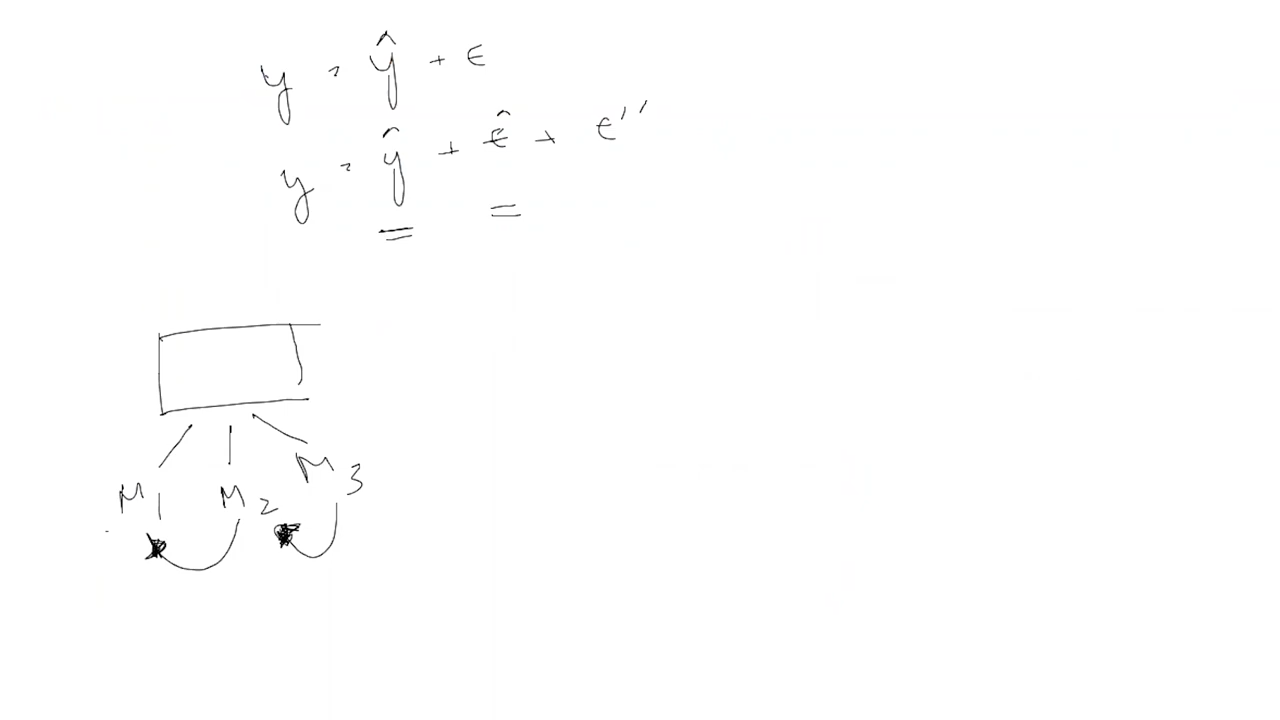 y = ŷ + ϵ
y = ŷ + ϵ̂ + ϵ''
M1 M2 M3